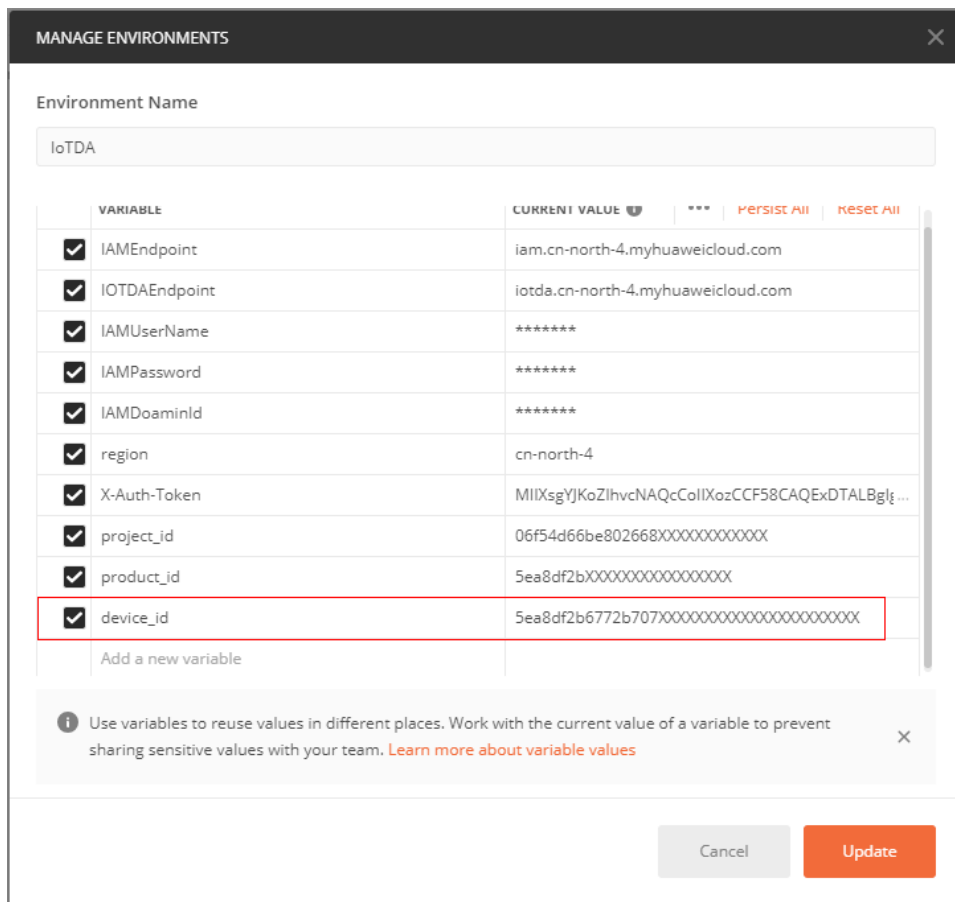 MANAGE ENVIRONMENTS
Environment Name
IoTDA
VARIABLE CURRENT VALUE ••• Persist All Reset All
IAMEndpoint iam.cn-north-4.myhuaweicloud.com
IOTDAEndpoint iotda.cn-north-4.myhuaweicloud.com
IAMUserName *******
IAMPassword *******
IAMDoaminId *******
region cn-north-4
X-Auth-Token MIIXsgYJKoZIhvcNAQcCoIIXozCCF58CAQExDTALBglg...
project_id 06f54d66be802668XXXXXXXXXXXX
product_id 5ea8df2bXXXXXXXXXXXXXXXX
device_id 5ea8df2b6772b707XXXXXXXXXXXXXXXXXXXXXX
Add a new variable
Use variables to reuse values in different places. Work with the current value of a variable to prevent
sharing sensitive values with your team. Learn more about variable values
Cancel Update